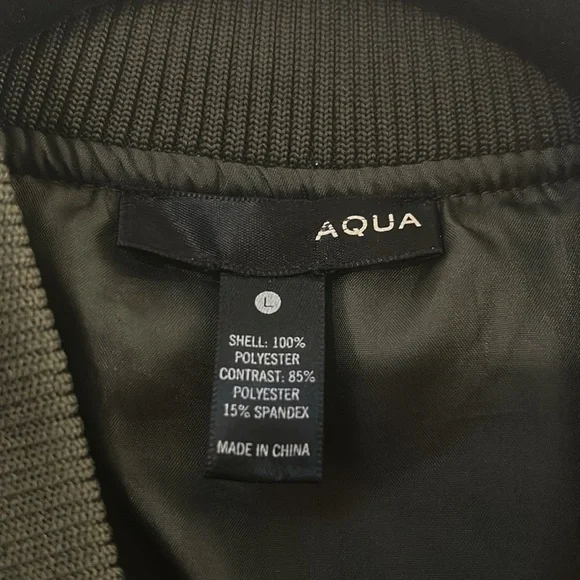 AQUA
L
SHELL: 100%
POLYESTER
CONTRAST: 85%
POLYESTER
15% SPANDEX
MADE IN CHINA